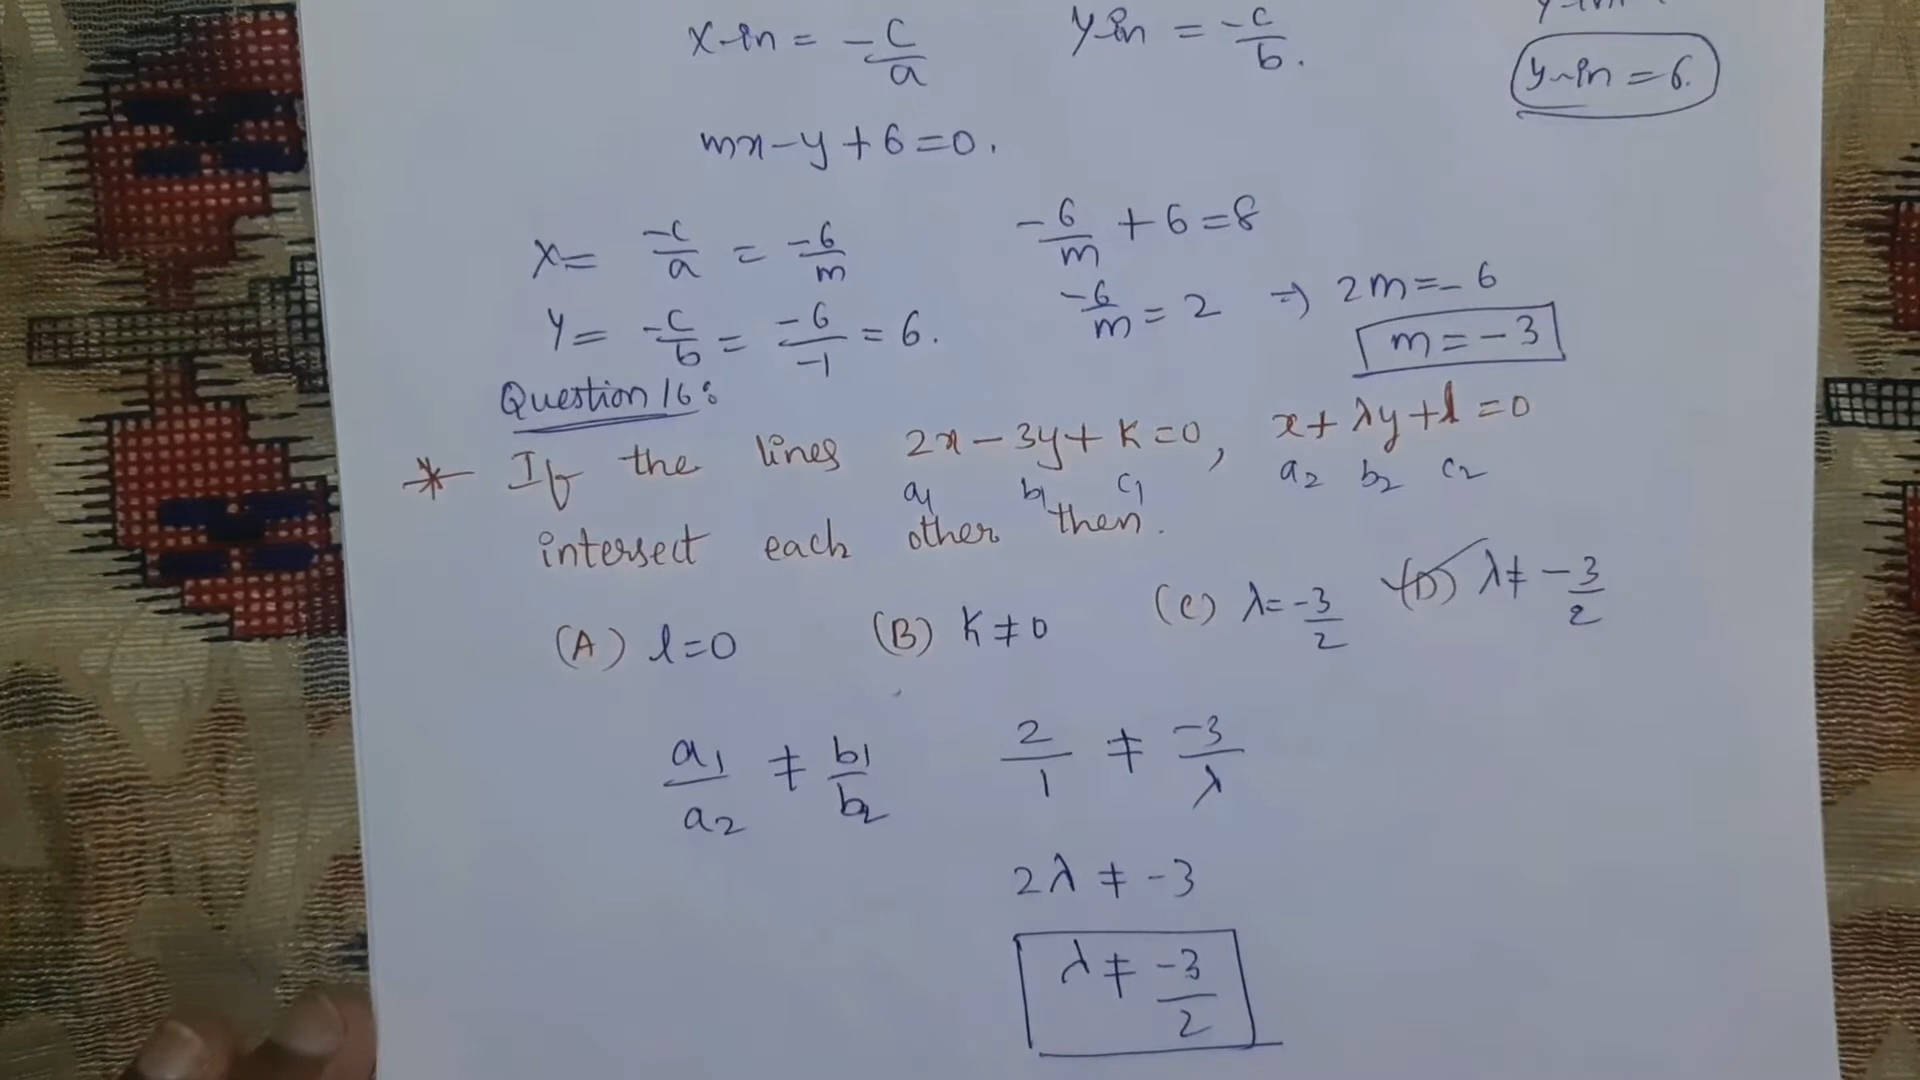 x-in = -c/a    y-in = -c/b.
y-in = 6.
mx - y + 6 = 0.
x = -c/a = -6/m    -6/m + 6 = 8
y = -c/b = -6/-1 = 6.    -6/m = 2 ⇒ 2m = -6
m = -3
Question 16:
* If the lines 2x - 3y + k = 0, x + λy + l = 0
a1 b1 c1 a2 b2 c2
intersect each other then.
(A) l = 0 (B) k ≠ 0 (C) λ = -3/2 (D) λ ≠ -3/2
a1/a2 ≠ b1/b2    2/1 ≠ -3/λ
2λ ≠ -3
λ ≠ -3/2